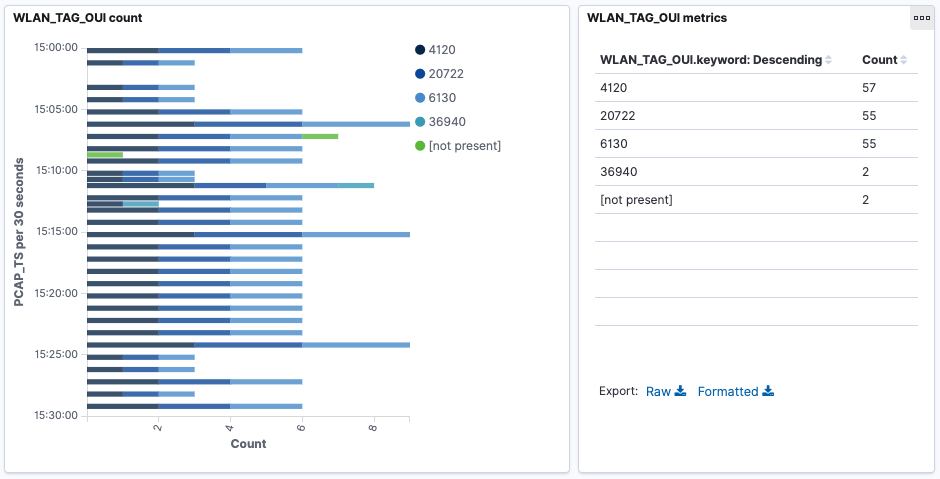 WLAN_TAG_OUI count
15:00:00
15:05:00
15:10:00
15:15:00
15:20:00
15:25:00
15:30:00
PCAP_TS per 30 seconds
2
4
6
8
Count
4120
20722
6130
36940
[not present]
WLAN_TAG_OUI metrics
WLAN_TAG_OUI.keyword: Descending Count
4120 57
20722 55
6130 55
36940 2
[not present] 2
Export: Raw Formatted